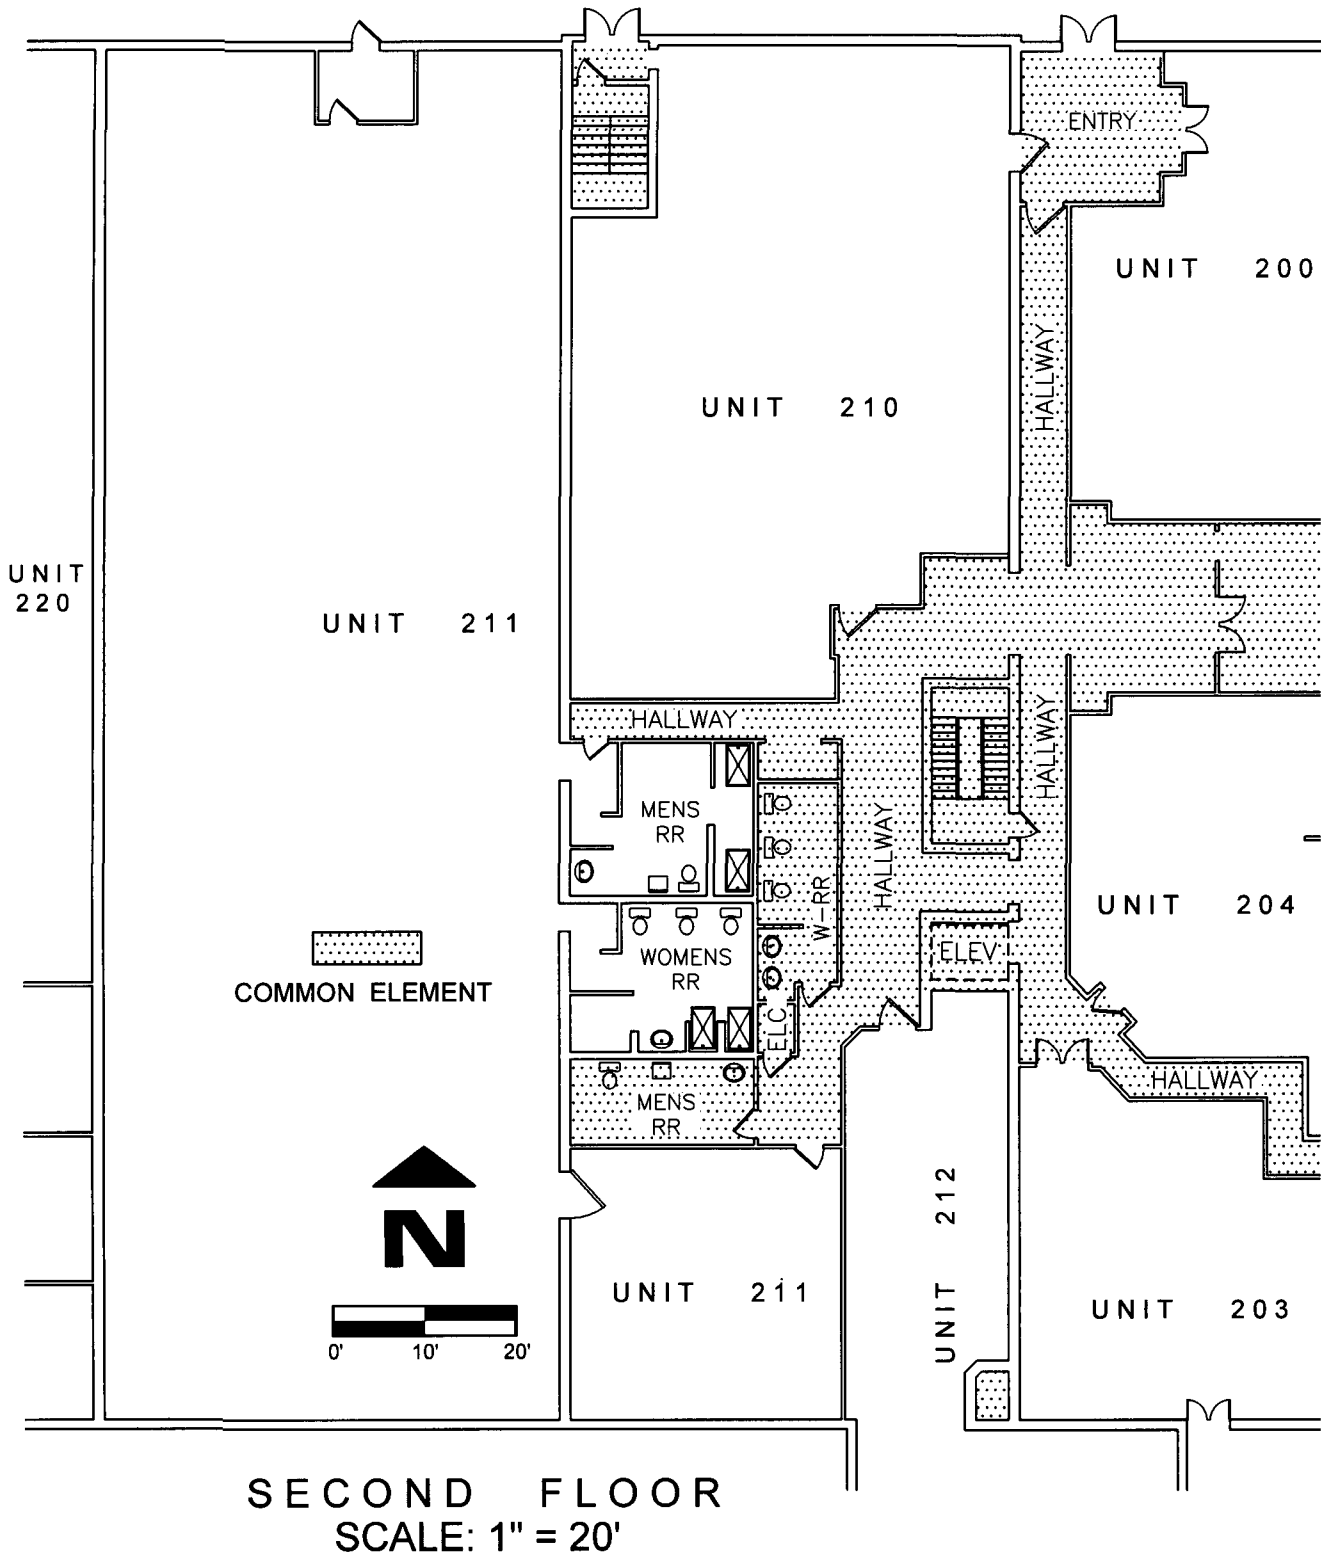 ENTRY
UNIT 200
HALLWAY
UNIT 210
UNIT
220
UNIT 211
HALLWAY
HALLWAY
MENS
RR
HALLWAY
W-RR
UNIT 204
WOMENS
RR
ELEV
COMMON ELEMENT
ELC
HALLWAY
MENS
RR
N
UNIT 212
UNIT 211
UNIT 203
0' 10' 20'
SECOND FLOOR
SCALE: 1" = 20'